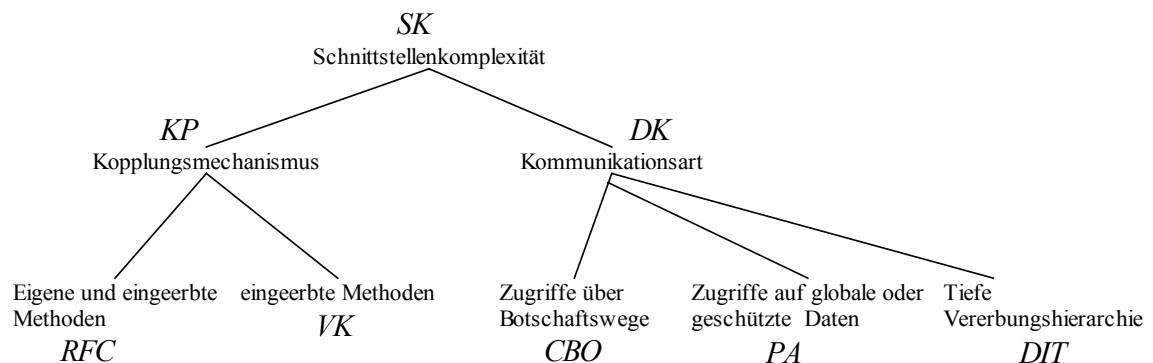 SK
Schnittstellenkomplexität
KP
Kopplungsmechanismus
DK
Kommunikationsart
Eigene und eingeerbte
Methoden
RFC
eingeerbte Methoden
VK
Zugriffe über
Botschaftswege
CBO
Zugriffe auf globale oder
geschützte Daten
PA
Tiefe
Vererbungshierarchie
DIT